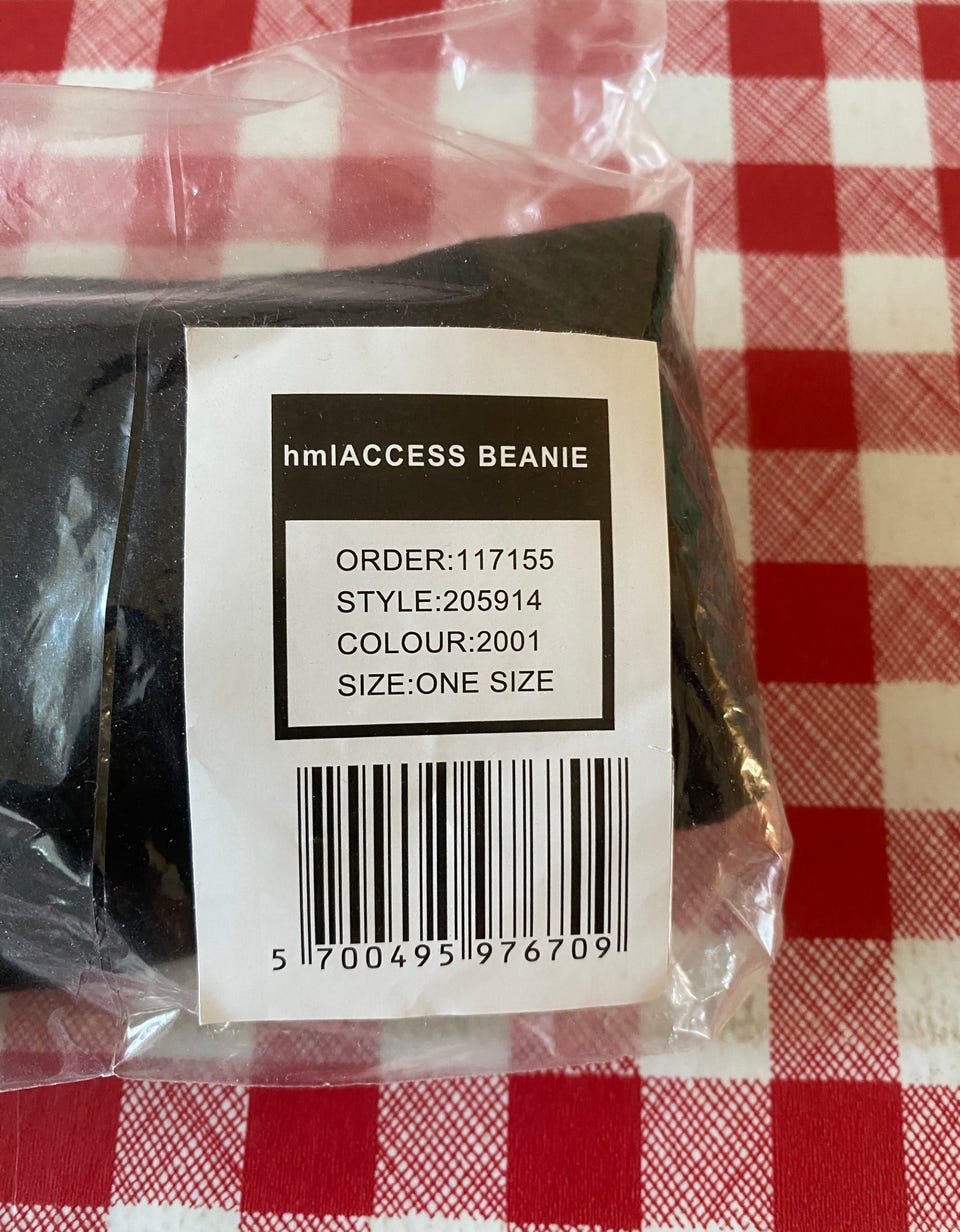 hmlACCESS BEANIE
ORDER:117155
STYLE:205914
COLOUR:2001
SIZE:ONE SIZE
5 700495 976709